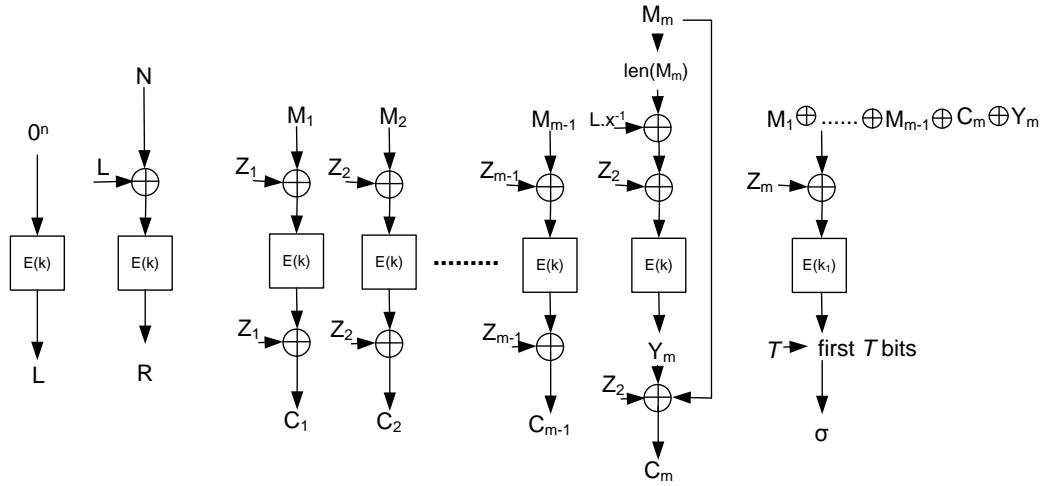 0ⁿ
L
E(k)
L
N
E(k)
R
M₁
Z₁
E(k)
Z₁
C₁
M₂
Z₂
E(k)
Z₂
C₂
.........
Mₘ₋₁
Zₘ₋₁
E(k)
Zₘ₋₁
Cₘ₋₁
Mₘ
len(Mₘ)
L.x⁻¹
Z₂
E(k)
Yₘ
Z₂
Cₘ
M₁ ⊕ ...... ⊕ Mₘ₋₁ ⊕ Cₘ ⊕ Yₘ
Zₘ
E(k₁)
T first T bits
σ